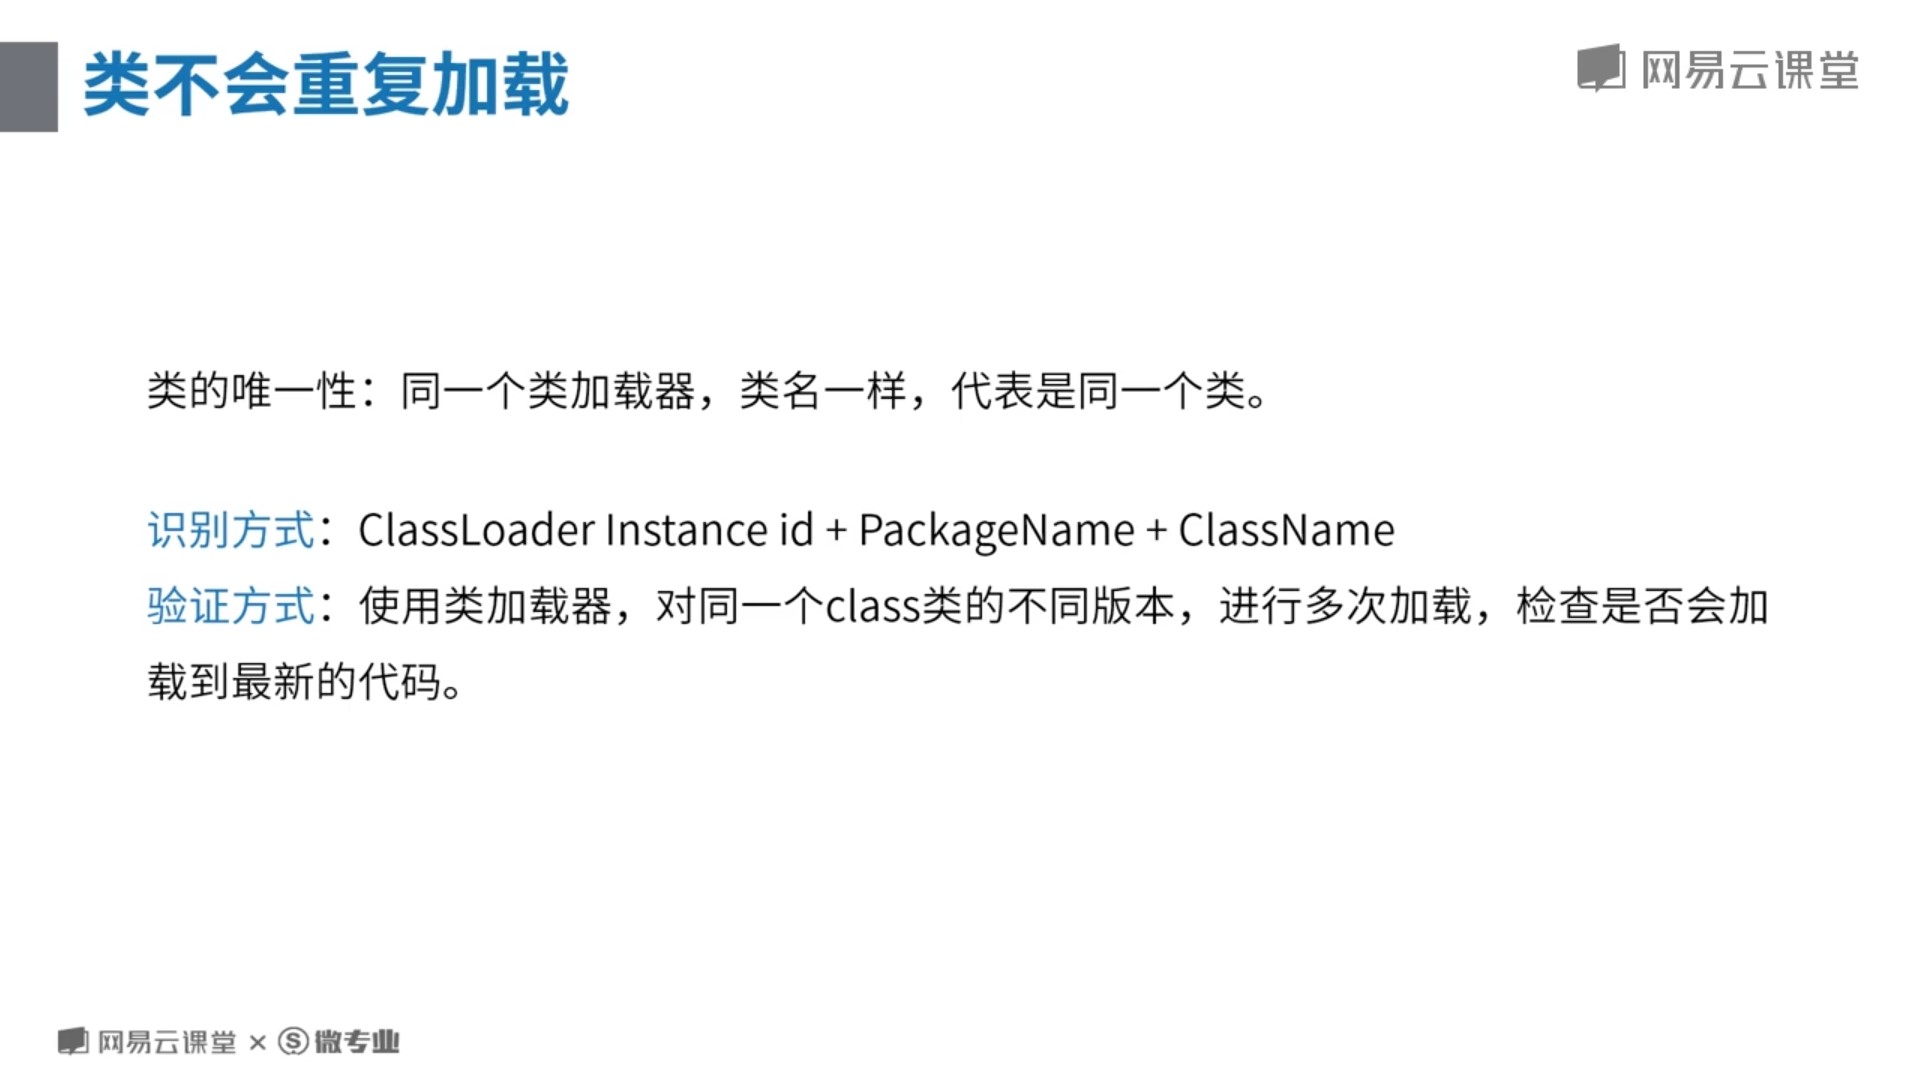 类不会重复加载
网易云课堂
类的唯一性：同一个类加载器，类名一样，代表是同一个类。
识别方式：ClassLoader Instance id + PackageName + ClassName
验证方式：使用类加载器，对同一个class类的不同版本，进行多次加载，检查是否会加
载到最新的代码。
网易云课堂 × 微专业